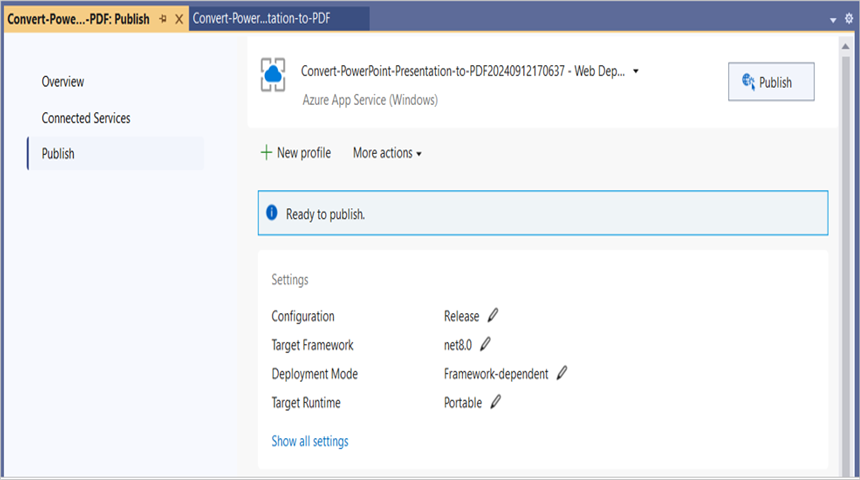 Convert-Powe...-PDF: Publish Convert-Power...tation-to-PDF
Overview
Connected Services
Publish
Convert-PowerPoint-Presentation-to-PDF20240912170637 - Web Dep...
Azure App Service (Windows)
Publish
New profile More actions
Ready to publish.
Settings
Configuration Release
Target Framework net8.0
Deployment Mode Framework-dependent
Target Runtime Portable
Show all settings